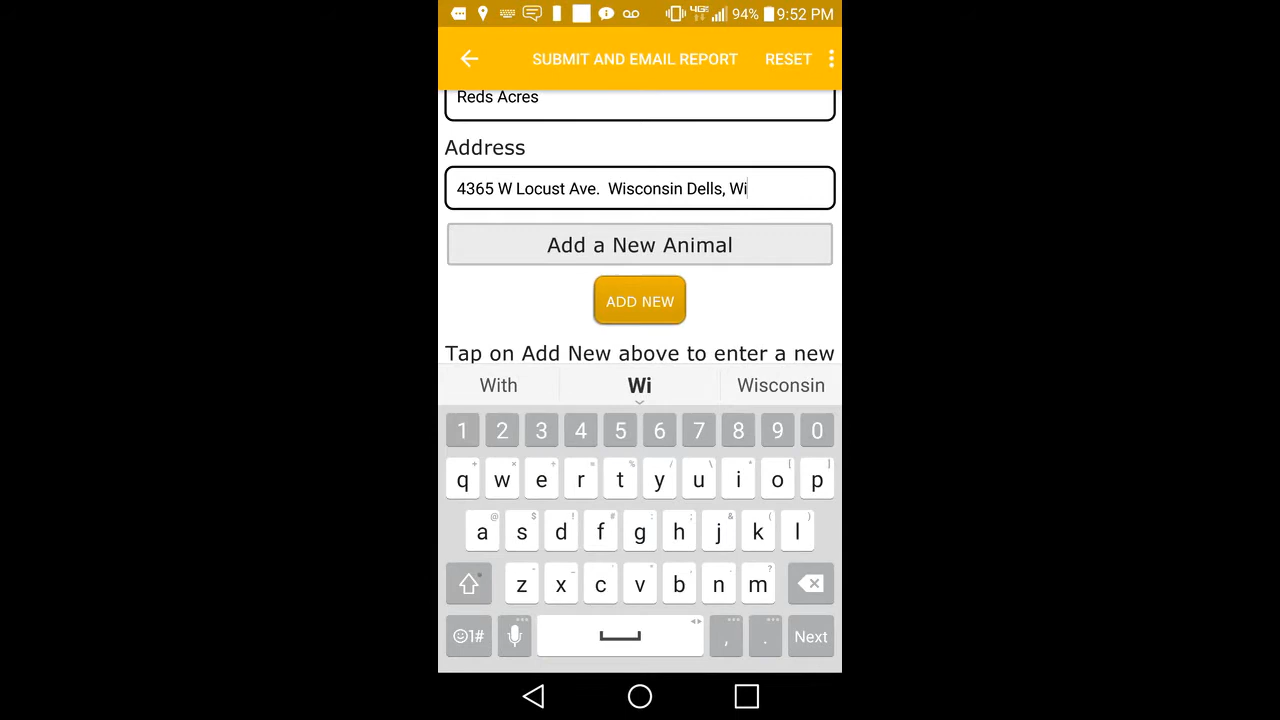 94% 9:52 PM
SUBMIT AND EMAIL REPORT RESET
Reds Acres
Address
4365 W Locust Ave.  Wisconsin Dells, Wi
Add a New Animal
ADD NEW
Tap on Add New above to enter a new
With Wi Wisconsin
1 2 3 4 5 6 7 8 9 0
q w e r t y u i o p
a s d f g h j k l
z x c v b n m
☺1# , . Next